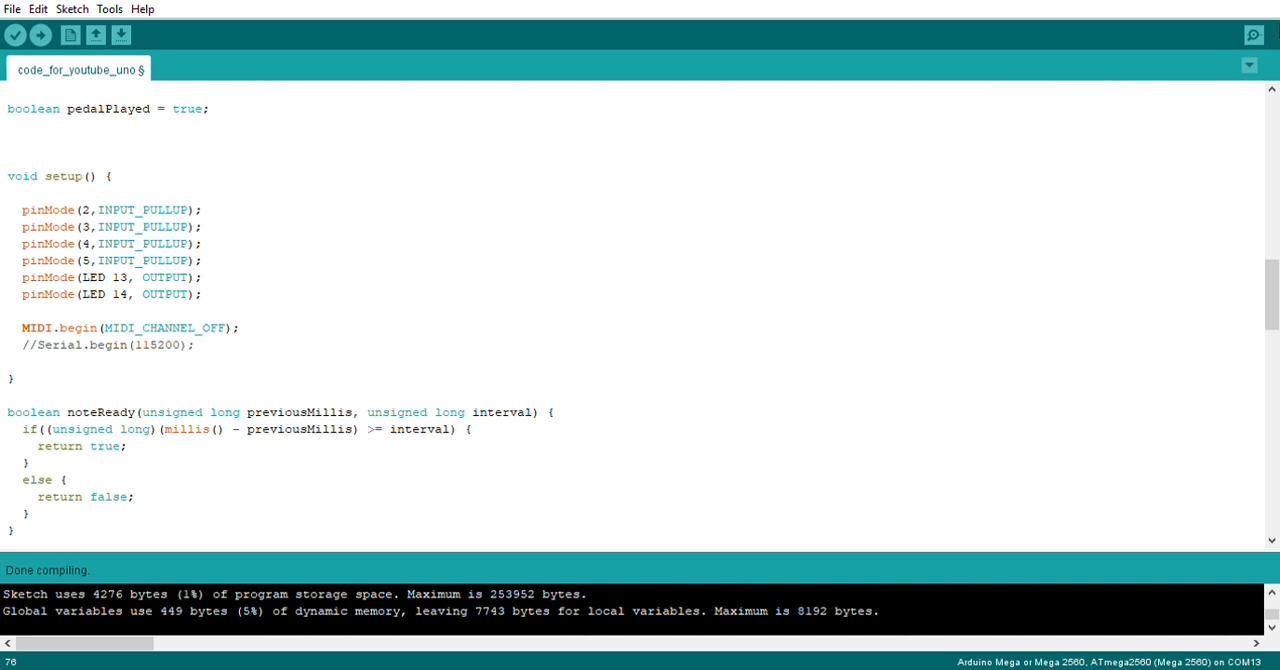 File Edit Sketch Tools Help
code_for_youtube_uno §
boolean pedalPlayed = true;
void setup() {
pinMode(2,INPUT_PULLUP);
pinMode(3,INPUT_PULLUP);
pinMode(4,INPUT_PULLUP);
pinMode(5,INPUT_PULLUP);
pinMode(LED 13, OUTPUT);
pinMode(LED 14, OUTPUT);
MIDI.begin(MIDI_CHANNEL_OFF);
//Serial.begin(115200);
}
boolean noteReady(unsigned long previousMillis, unsigned long interval) {
if((unsigned long)(millis() - previousMillis) >= interval) {
return true;
}
else {
return false;
}
}
Done compiling.
Sketch uses 4276 bytes (1%) of program storage space. Maximum is 253952 bytes.
Global variables use 449 bytes (5%) of dynamic memory, leaving 7743 bytes for local variables. Maximum is 8192 bytes.
76 Arduino Mega or Mega 2560, ATmega2560 (Mega 2560) on COM13